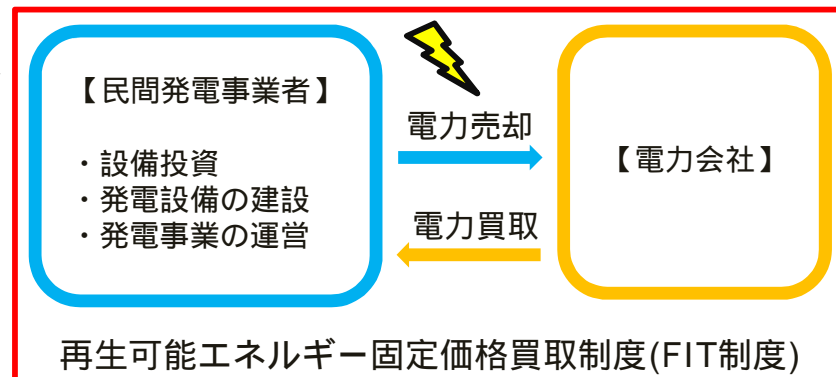 【民間発電事業者】
・設備投資
・発電設備の建設
・発電事業の運営
電力売却
電力買取
【電力会社】
再生可能エネルギー固定価格買取制度(FIT制度)